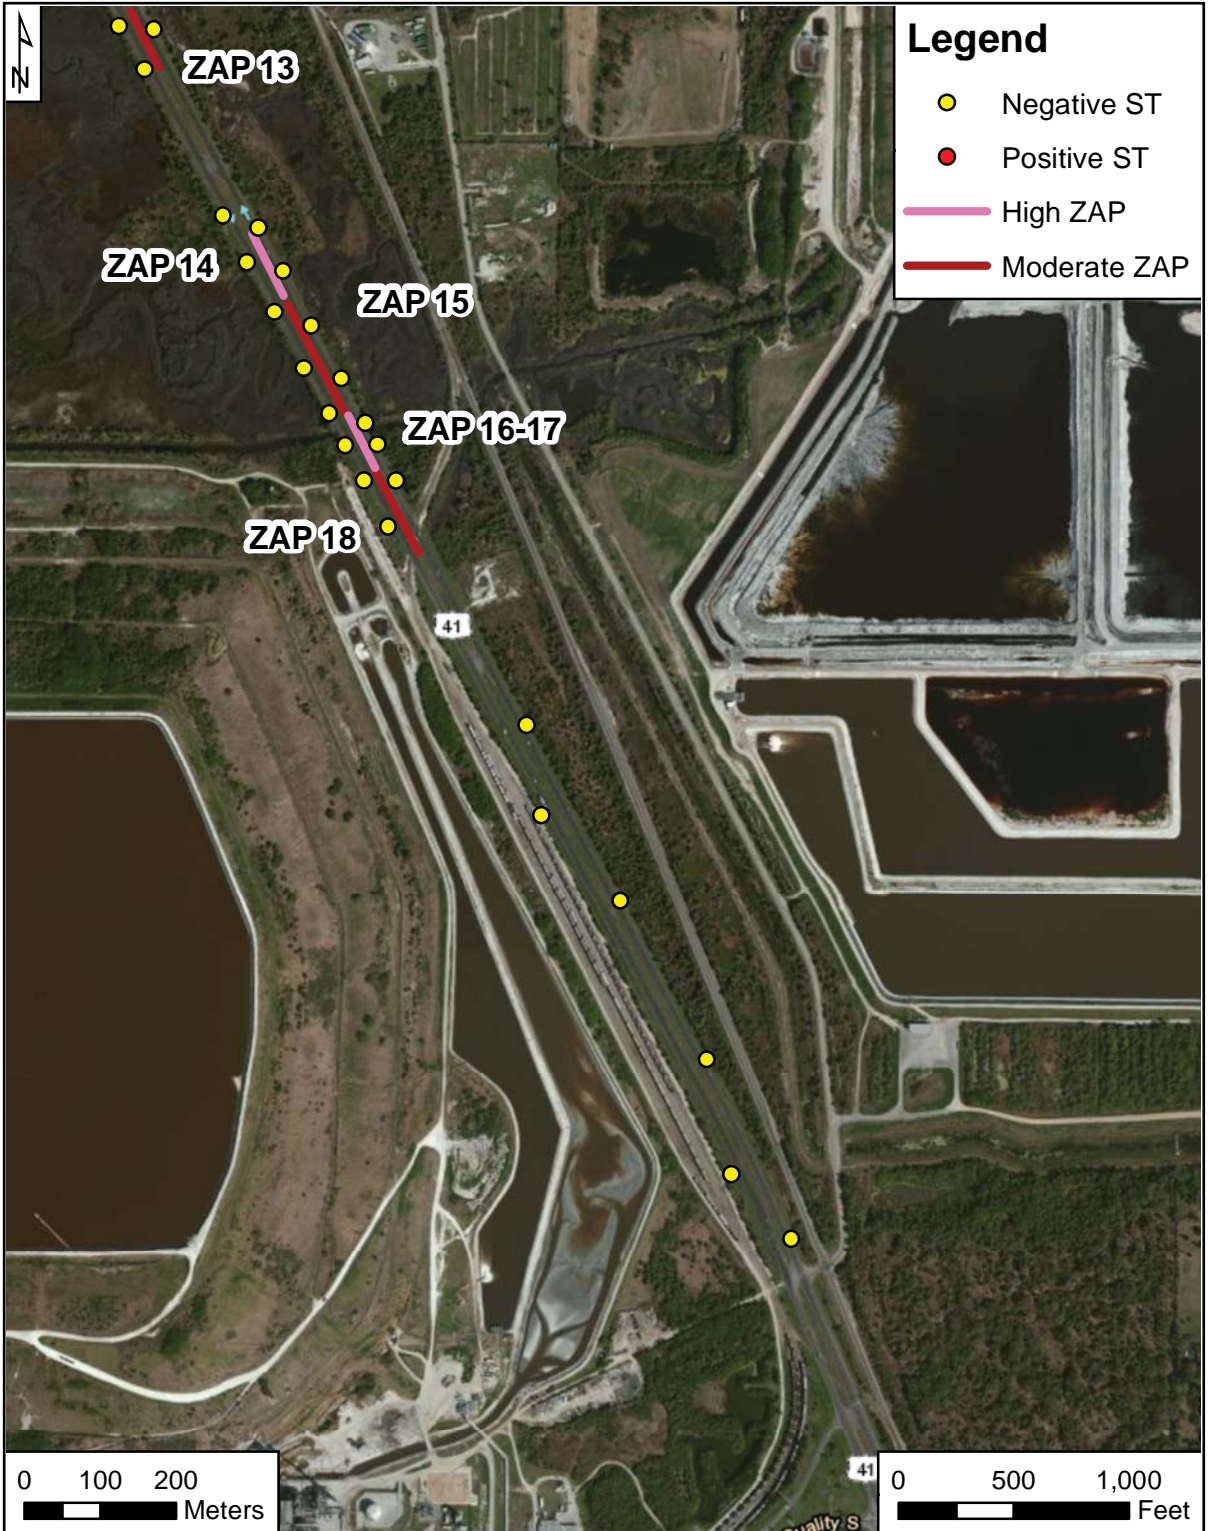 N
Legend
Negative ST
Positive ST
High ZAP
Moderate ZAP
ZAP 13
ZAP 14
ZAP 15
ZAP 16-17
ZAP 18
41
41
0 100 200
Meters
0 500 1,000
Feet
uality S